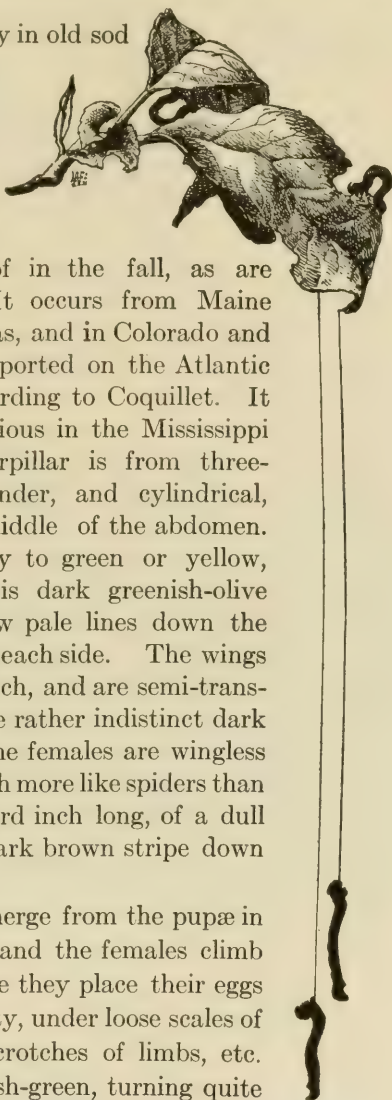 y in old sod
of in the fall, as are
It occurs from Maine
as, and in Colorado and
ported on the Atlantic
rding to Coquillet. It
ious in the Mississippi
rpillar is from three-
nder, and cylindrical,
iddle of the abdomen.
y to green or yellow,
is dark greenish-olive
w pale lines down the
each side. The wings
ch, and are semi-trans-
e rather indistinct dark
he females are wingless
h more like spiders than
rd inch long, of a dull
ark brown stripe down
nerge from the pupæ in
and the females climb
e they place their eggs
y, under loose scales of
crotches of limbs, etc.
sh-green, turning quite